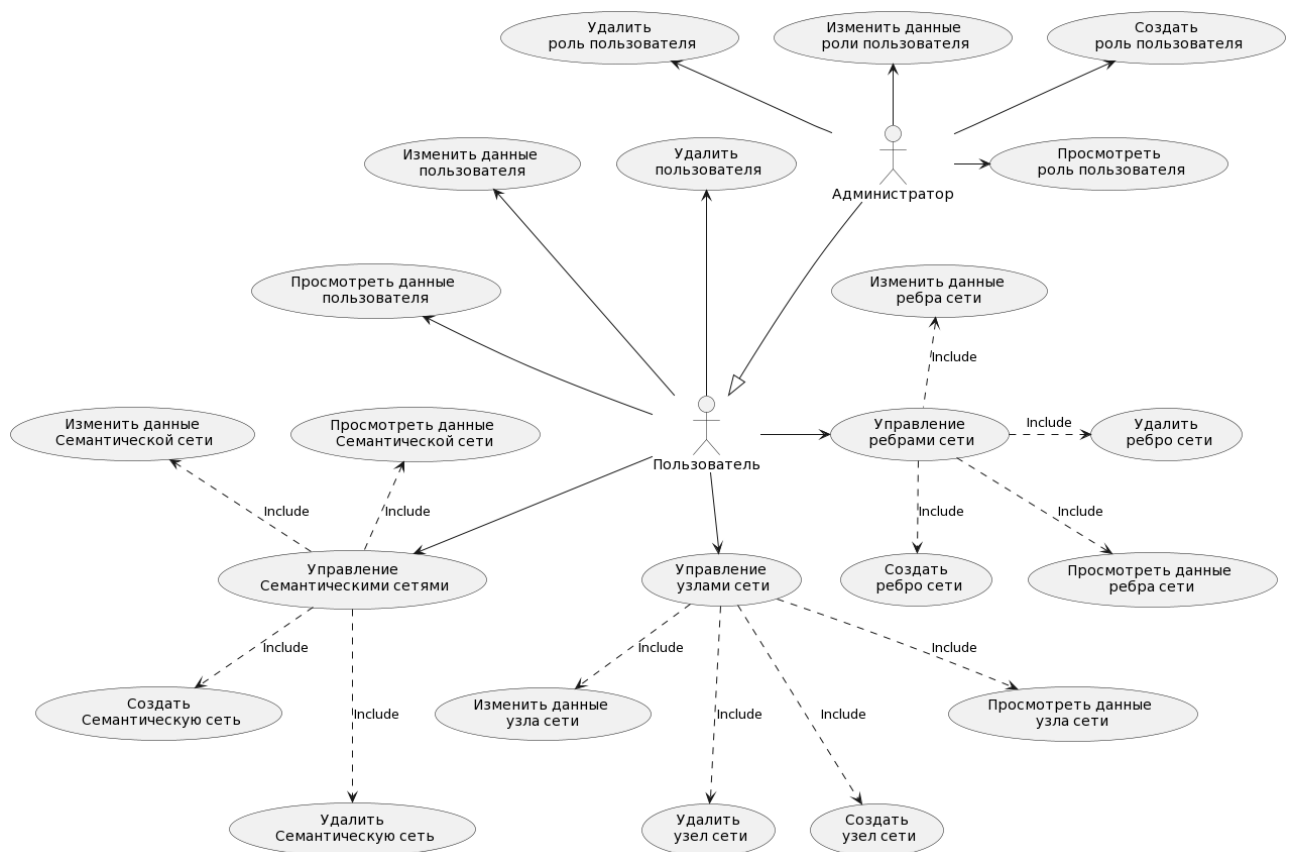 Удалить
роль пользователя
Изменить данные
роли пользователя
Создать
роль пользователя
Изменить данные
пользователя
Удалить
пользователя
Просмотреть
роль пользователя
Администратор
Просмотреть данные
пользователя
Изменить данные
ребра сети
Include
Изменить данные
Семантической сети
Просмотреть данные
Семантической сети
Пользователь
Управление
ребрами сети
Include
Удалить
ребро сети
Include
Include
Include
Include
Управление
Семантическими сетями
Управление
узлами сети
Создать
ребро сети
Просмотреть данные
ребра сети
Include
Include
Include
Создать
Семантическую сеть
Include
Изменить данные
узла сети
Include
Include
Просмотреть данные
узла сети
Удалить
Семантическую сеть
Удалить
узел сети
Создать
узел сети